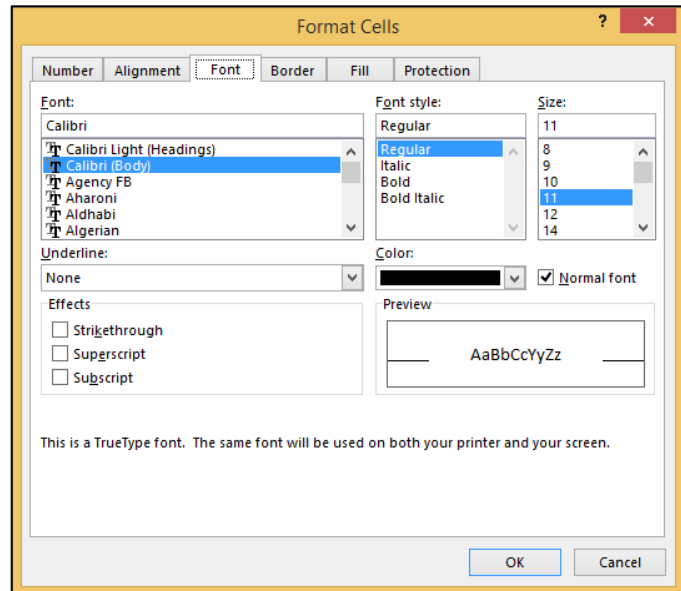 Format Cells
? ×
Number Alignment Font Border Fill Protection
Font: Font style: Size:
Calibri Regular 11
Calibri Light (Headings) Regular 8
Calibri (Body) Italic 9
Agency FB Bold 10
Aharoni Bold Italic 11
Aldhabi 12
Algerian 14
Underline: Color:
None Normal font
Effects Preview
Strikethrough
Superscript AaBbCcYyZz
Subscript
This is a TrueType font.  The same font will be used on both your printer and your screen.
OK Cancel